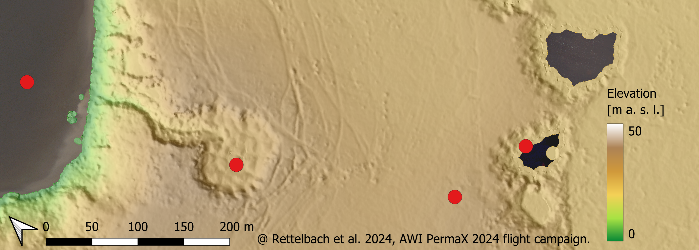 Elevation
[m a. s. l.]
50
0
0 50 100 150 200 m
@ Rettelbach et al. 2024, AWI PermaX 2024 flight campaign.